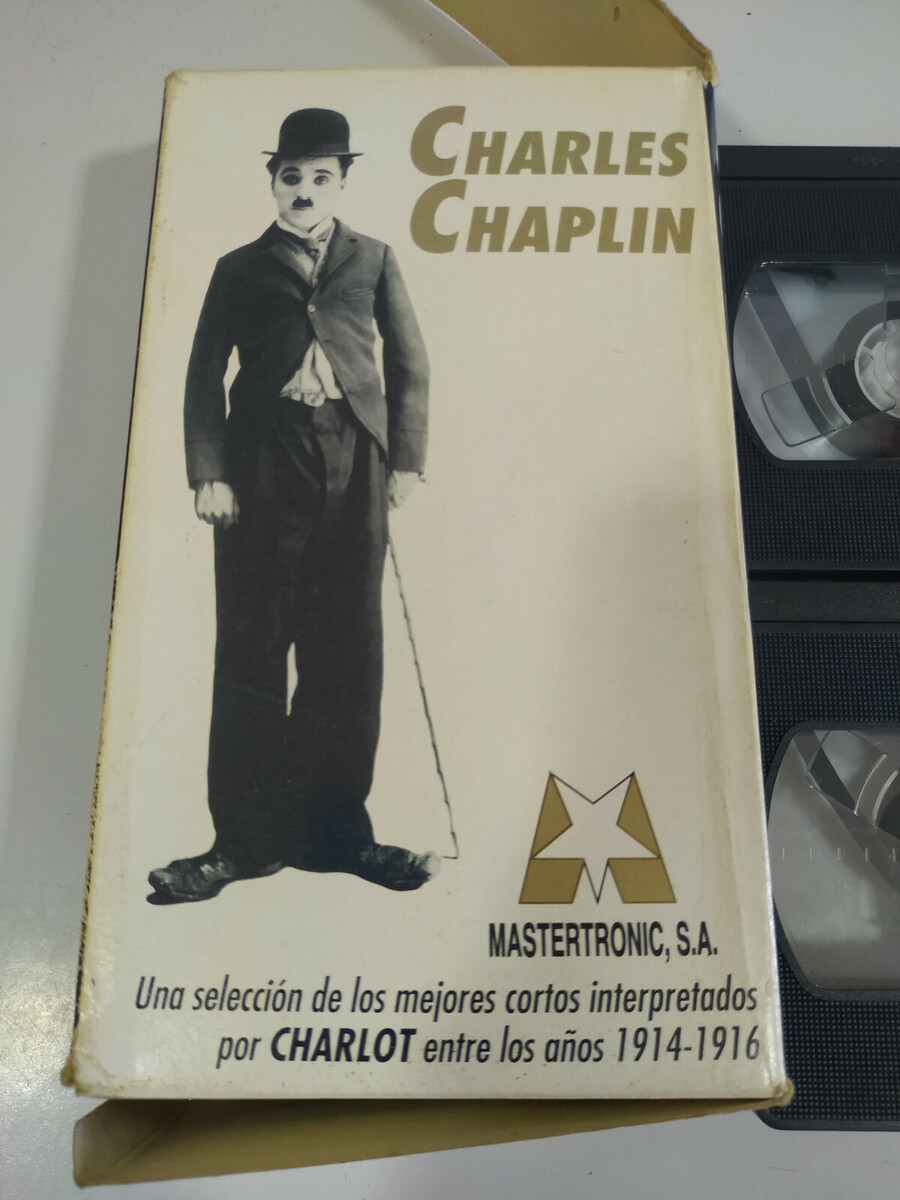 CHARLES
CHAPLIN
MASTERTRONIC, S.A.
Una selección de los mejores cortos interpretados
por CHARLOT entre los años 1914-1916